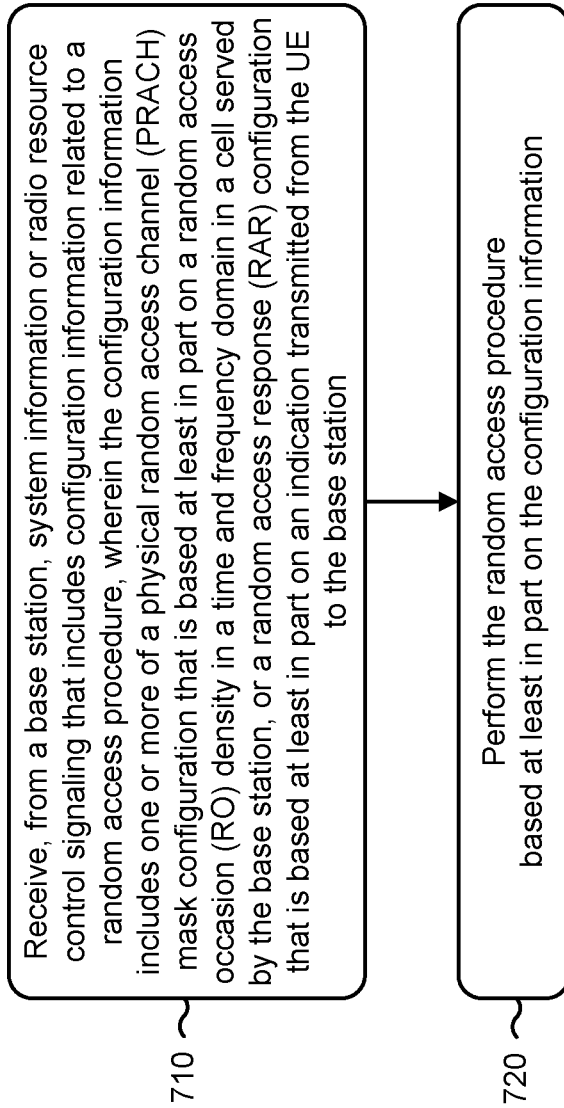 710
Receive, from a base station, system information or radio resource
control signaling that includes configuration information related to a
random access procedure, wherein the configuration information
includes one or more of a physical random access channel (PRACH)
mask configuration that is based at least in part on a random access
occasion (RO) density in a time and frequency domain in a cell served
by the base station, or a random access response (RAR) configuration
that is based at least in part on an indication transmitted from the UE
to the base station
720
Perform the random access procedure
based at least in part on the configuration information